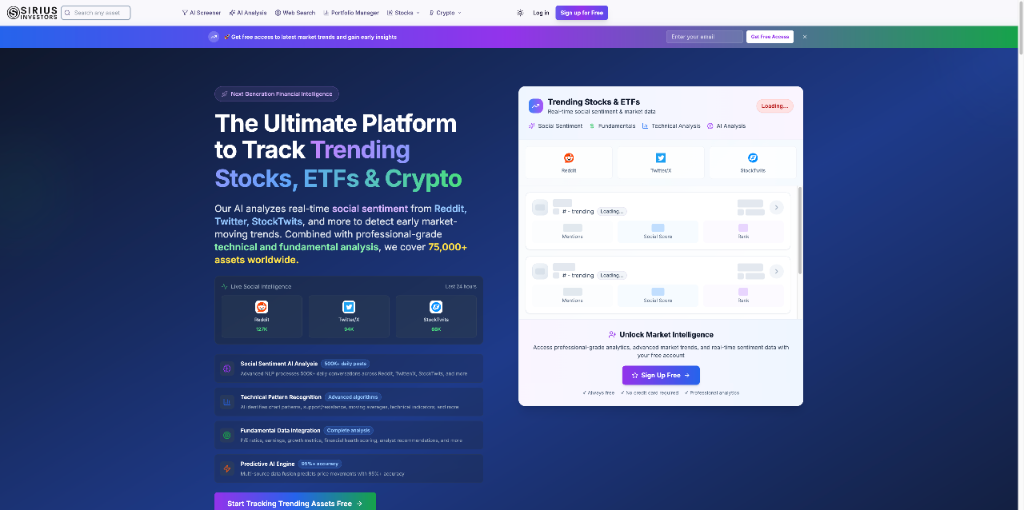 SIRIUS INVESTORS
Search any asset
AI Screener
AI Analysis
Web Search
Portfolio Manager
Stocks
Crypto
Log in
Sign up for Free
Get free access to latest market trends and gain early insights
Enter your email
Get Free Access
×
Next Generation Financial Intelligence
The Ultimate Platform
to Track Trending
Stocks, ETFs & Crypto
Our AI analyzes real-time social sentiment from Reddit,
Twitter, StockTwits, and more to detect early market-
moving trends. Combined with professional-grade
technical and fundamental analysis, we cover 75,000+
assets worldwide.
Live Social Intelligence
Last 24 hours
Reddit
Twitter/X
StockTwits
127K
94K
68K
Social Sentiment AI Analysis
500K+ daily posts
Advanced NLP processes 500K+ daily conversations across Reddit, Twitter/X, StockTwits, and more
Technical Pattern Recognition
Advanced algorithms
AI identifies chart patterns, support/resistance, moving averages, technical indicators, and more
Fundamental Data Integration
Complete analysis
P/E ratios, earnings, growth metrics, financial health scoring, analyst recommendations, and more
Predictive AI Engine
95%+ accuracy
Multi-source data fusion predicts price movements with 95%+ accuracy
Start Tracking Trending Assets Free →
Trending Stocks & ETFs
Real-time social sentiment & market data
Loading...
Social Sentiment
Fundamentals
Technical Analysis
AI Analysis
Reddit
Twitter/X
StockTwits
# - trending
Loading...
Mentions
Social Score
Rank
# - trending
Loading...
Mentions
Social Score
Rank
Unlock Market Intelligence
Access professional-grade analytics, advanced market trends, and real-time sentiment data with
your free account
Sign Up Free →
✓ Always free
✓ No credit card required
✓ Professional analytics